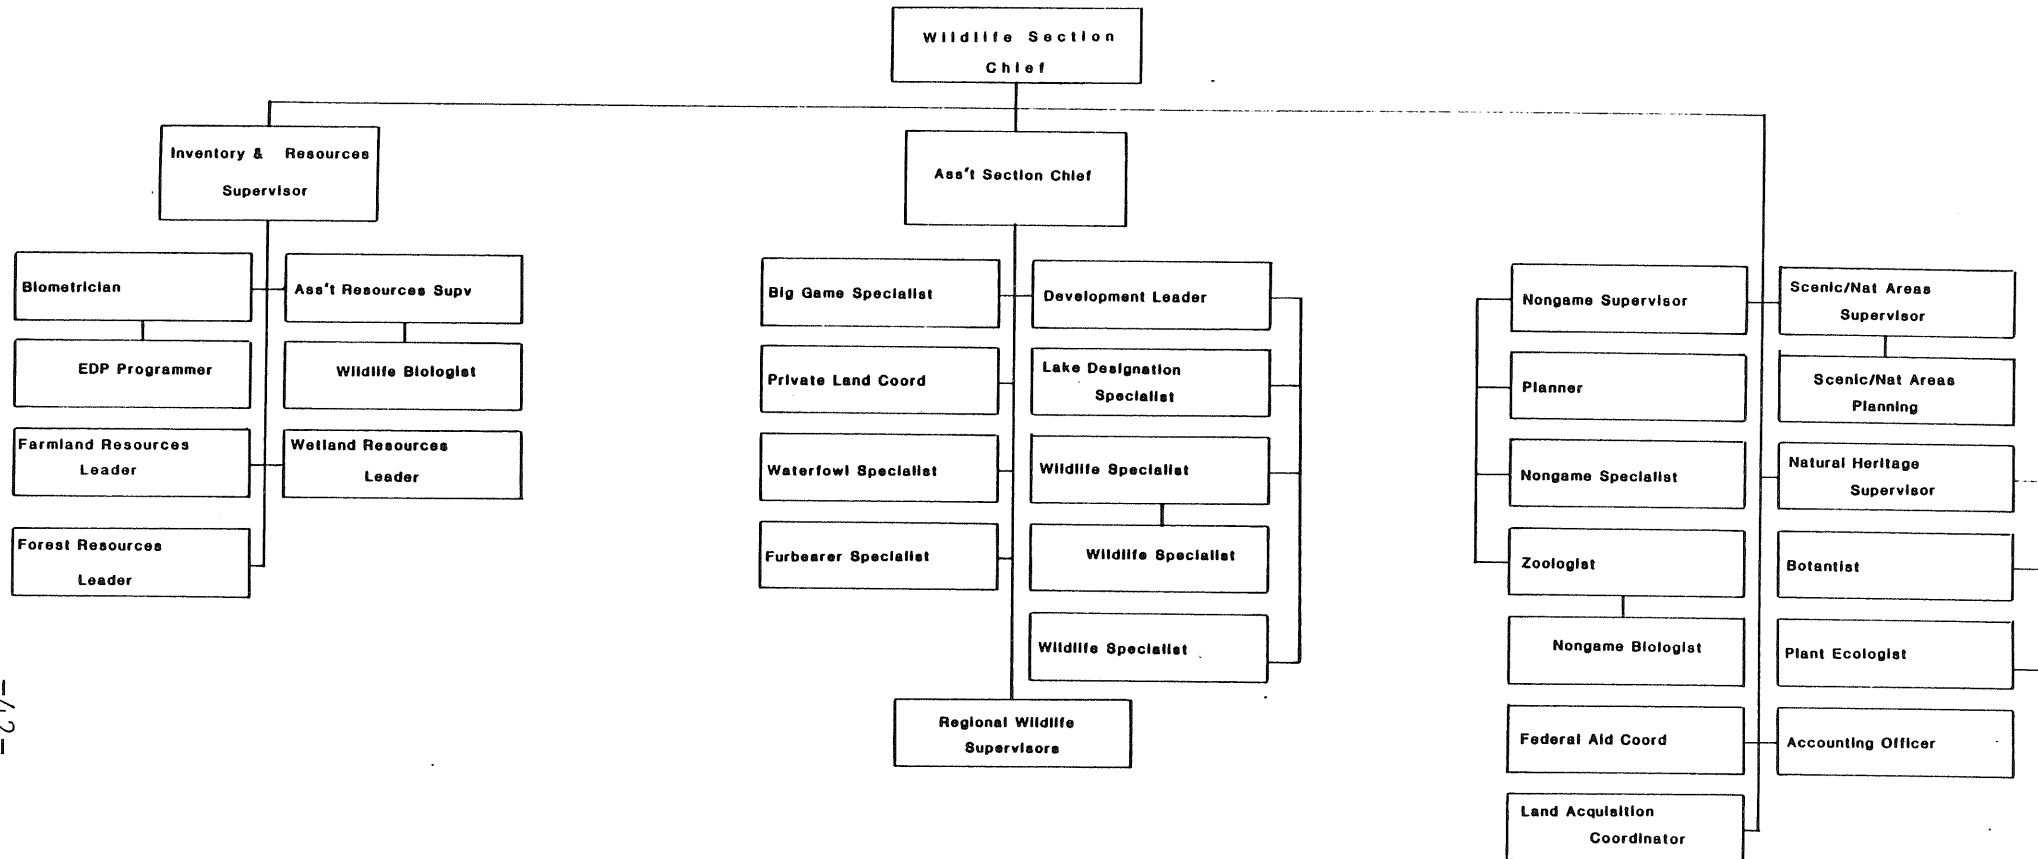 Wildlife Section
Chief
Inventory & Resources
Supervisor
Ass't Section Chief
Biometrician
Ass't Resources Supv
EDP Programmer
Wildlife Biologist
Farmland Resources
Leader
Wetland Resources
Leader
Forest Resources
Leader
Big Game Specialist
Development Leader
Private Land Coord
Lake Designation
Specialist
Waterfowl Specialist
Wildlife Specialist
Furbearer Specialist
Wildlife Specialist
Wildlife Specialist
Regional Wildlife
Supervisors
Nongame Supervisor
Scenic/Nat Areas
Supervisor
Planner
Scenic/Nat Areas
Planning
Nongame Specialist
Natural Heritage
Supervisor
Zoologist
Botantist
Nongame Biologist
Plant Ecologist
Federal Aid Coord
Accounting Officer
Land Acquisition
Coordinator